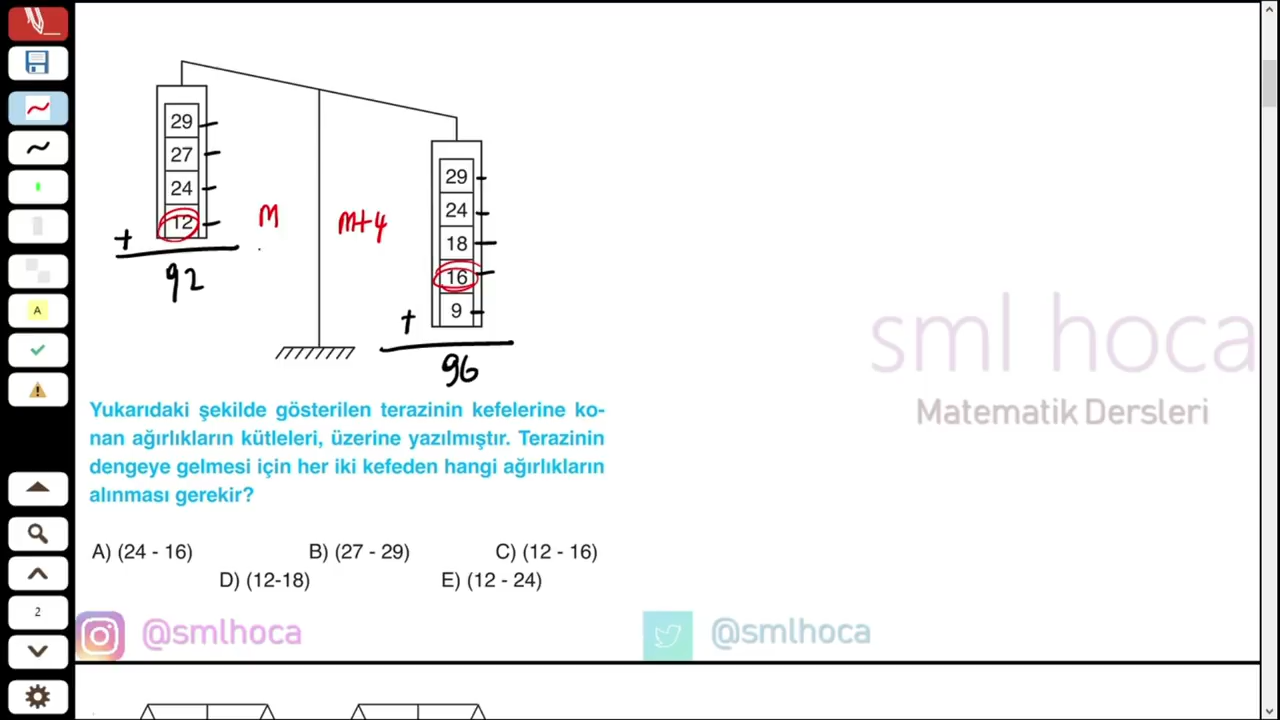 29
27
24
12
+
92
M
M+4
29
24
18
16
9
+
96
sml hoca
Matematik Dersleri
Yukarıdaki şekilde gösterilen terazinin kefelerine ko-
nan ağırlıkların kütleleri, üzerine yazılmıştır. Terazinin
dengeye gelmesi için her iki kefeden hangi ağırlıkların
alınması gerekir?
A) (24 - 16) B) (27 - 29) C) (12 - 16)
D) (12-18) E) (12 - 24)
@smlhoca @smlhoca
A
2